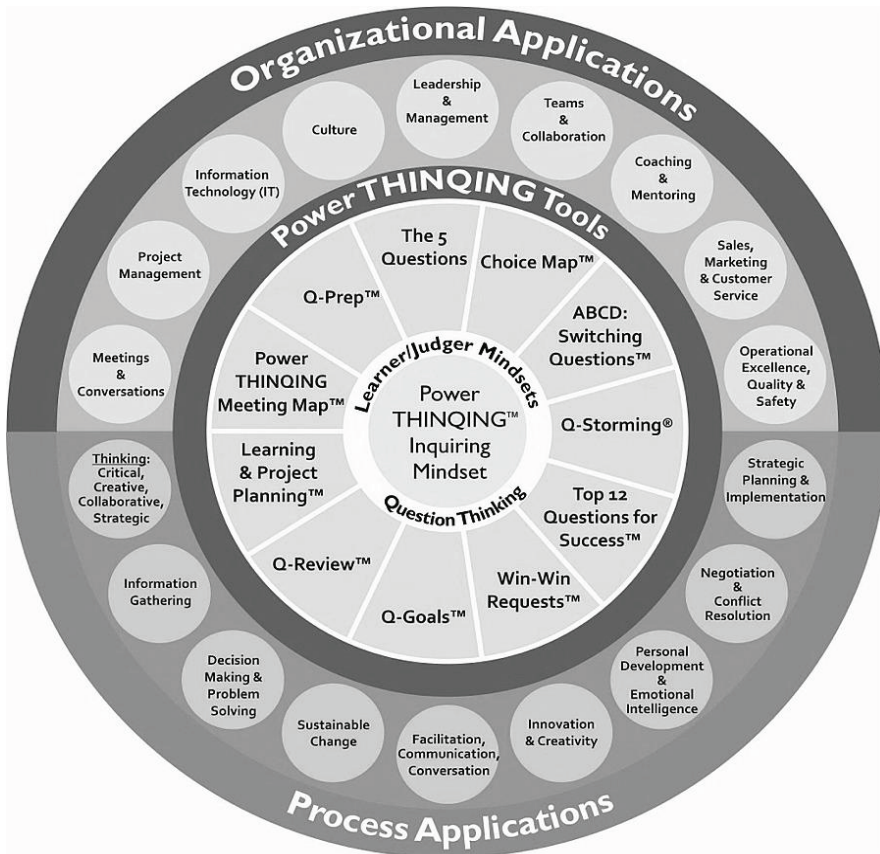 Organizational Applications
Meetings
&
Conversations
Project
Management
Information
Technology (IT)
Culture
Leadership
&
Management
Teams
&
Collaboration
Coaching
&
Mentoring
Sales,
Marketing
& Customer
Service
Operational
Excellence,
Quality &
Safety
Power THINQING Tools
The 5
Questions
Choice Map™
ABCD:
Switching
Questions™
Q-Storming®
Top 12
Questions for
Success™
Win-Win
Requests™
Q-Goals™
Q-Review™
Learning
& Project
Planning™
Power
THINQING
Meeting Map™
Q-Prep™
Learner/Judger Mindsets
Power
THINQING™
Inquiring
Mindset
Question Thinking
Strategic
Planning &
Implementation
Negotiation
&
Conflict
Resolution
Personal
Development
&
Emotional
Intelligence
Innovation
& Creativity
Facilitation,
Communication,
Conversation
Sustainable
Change
Decision
Making &
Problem
Solving
Information
Gathering
Thinking:
Critical,
Creative,
Collaborative,
Strategic
Process Applications